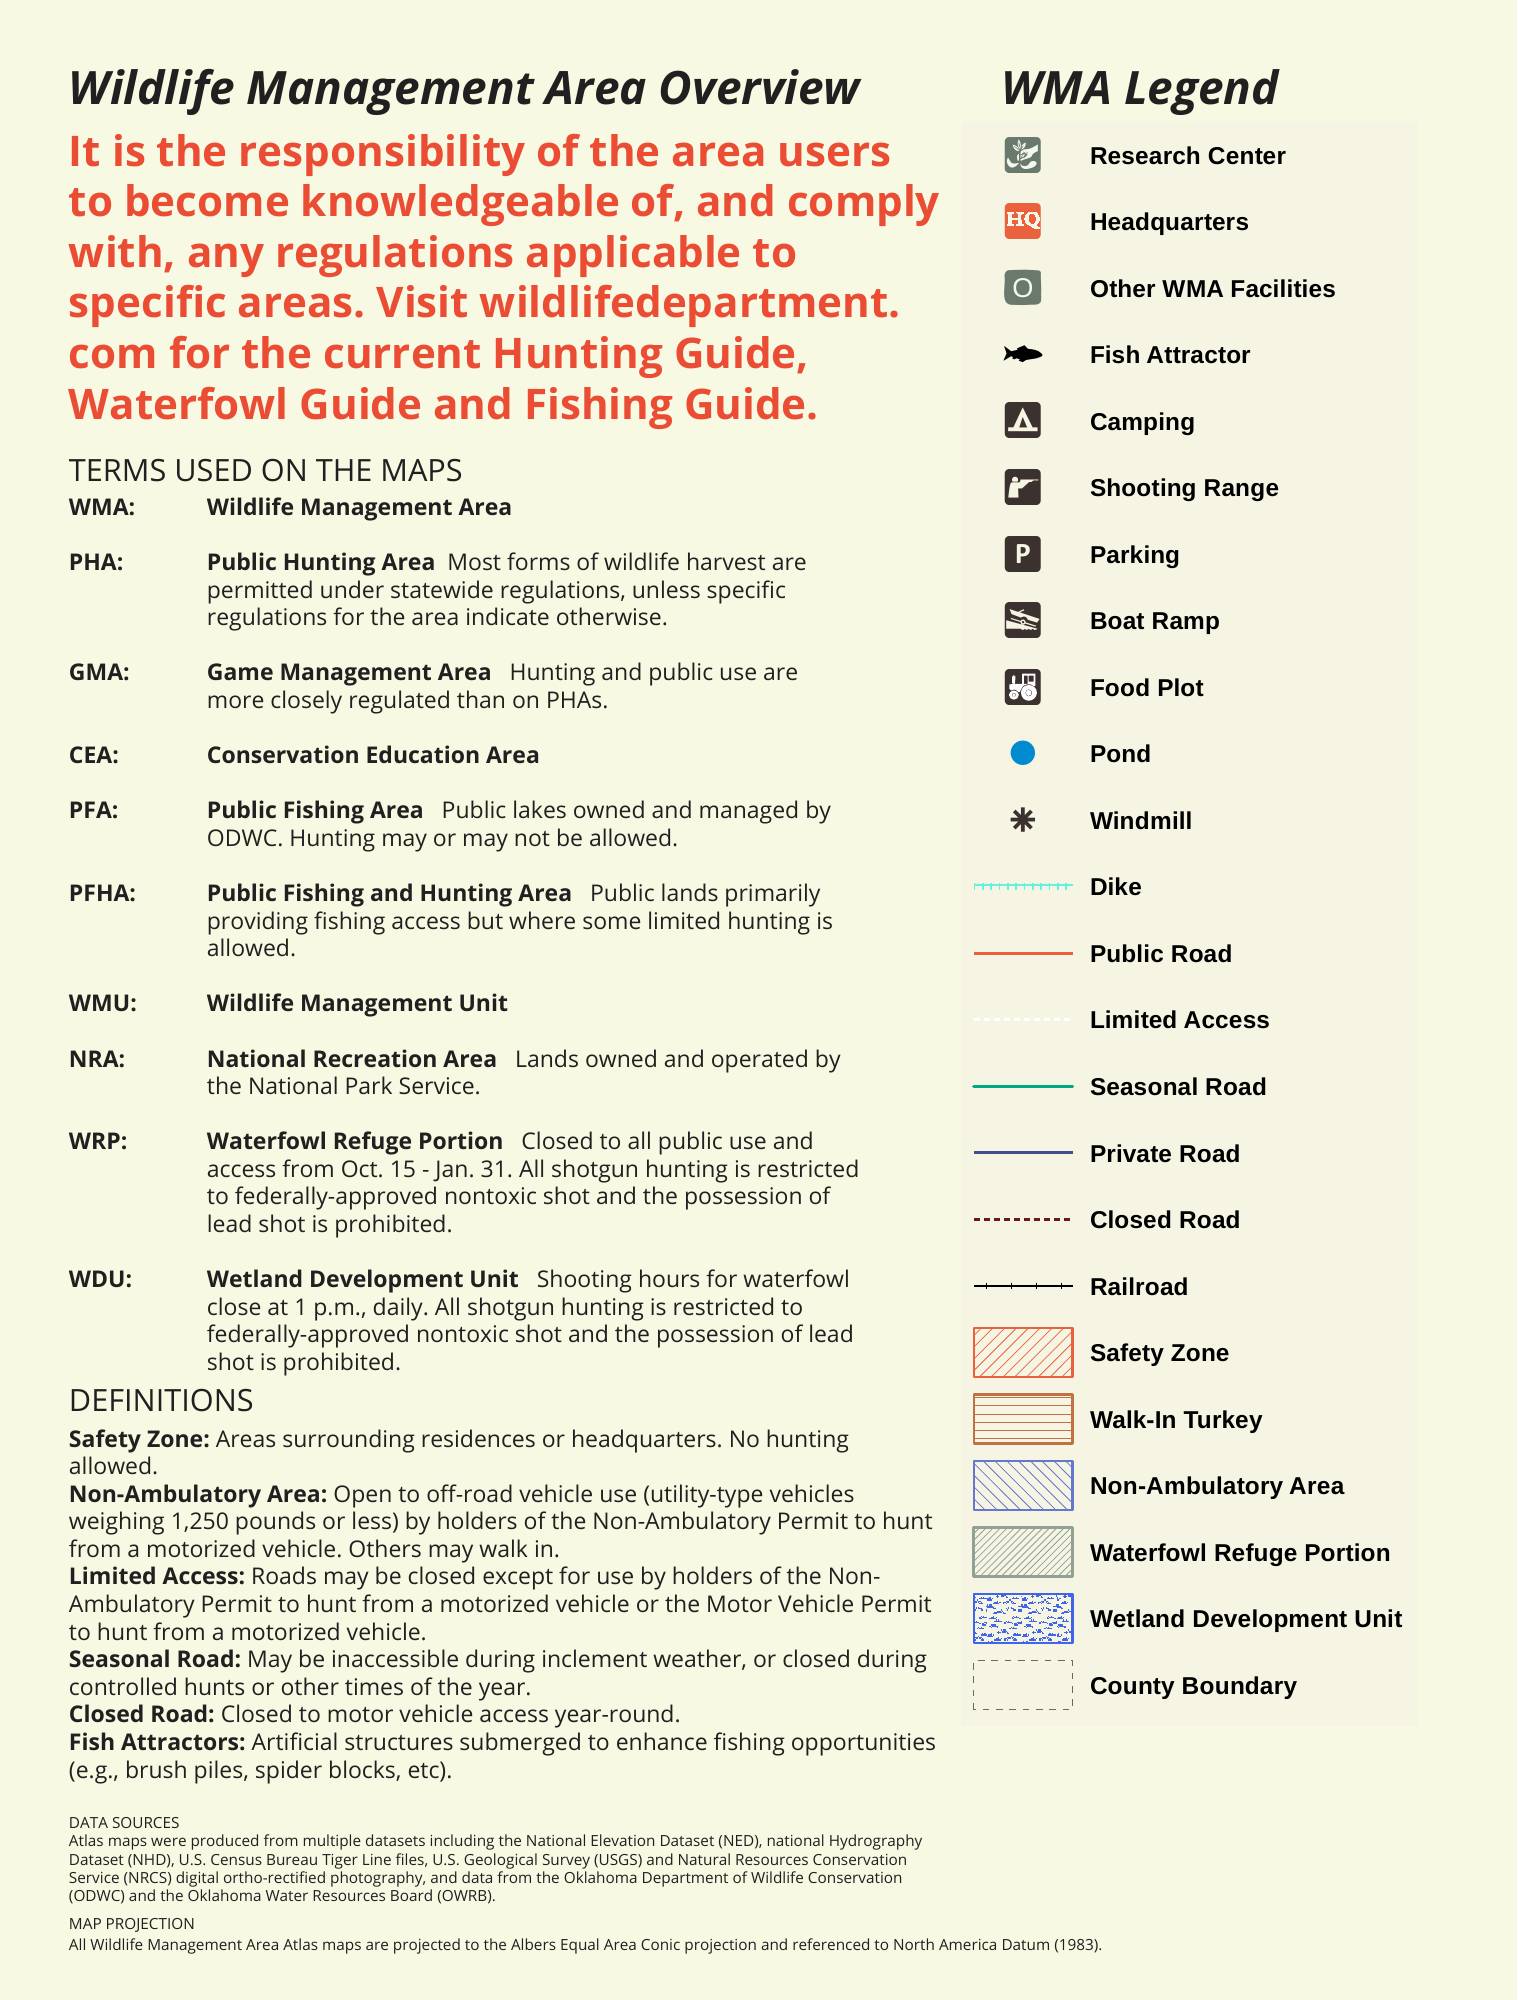 Wildlife Management Area Overview
It is the responsibility of the area users
to become knowledgeable of, and comply
with, any regulations applicable to
specific areas. Visit wildlifedepartment.
com for the current Hunting Guide,
Waterfowl Guide and Fishing Guide.
TERMS USED ON THE MAPS
WMA: Wildlife Management Area
PHA: Public Hunting Area Most forms of wildlife harvest are
permitted under statewide regulations, unless specific
regulations for the area indicate otherwise.
GMA: Game Management Area Hunting and public use are
more closely regulated than on PHAs.
CEA: Conservation Education Area
PFA: Public Fishing Area Public lakes owned and managed by
ODWC. Hunting may or may not be allowed.
PFHA: Public Fishing and Hunting Area Public lands primarily
providing fishing access but where some limited hunting is
allowed.
WMU: Wildlife Management Unit
NRA: National Recreation Area Lands owned and operated by
the National Park Service.
WRP: Waterfowl Refuge Portion Closed to all public use and
access from Oct. 15 - Jan. 31. All shotgun hunting is restricted
to federally-approved nontoxic shot and the possession of
lead shot is prohibited.
WDU: Wetland Development Unit Shooting hours for waterfowl
close at 1 p.m., daily. All shotgun hunting is restricted to
federally-approved nontoxic shot and the possession of lead
shot is prohibited.
DEFINITIONS
Safety Zone: Areas surrounding residences or headquarters. No hunting
allowed.
Non-Ambulatory Area: Open to off-road vehicle use (utility-type vehicles
weighing 1,250 pounds or less) by holders of the Non-Ambulatory Permit to hunt
from a motorized vehicle. Others may walk in.
Limited Access: Roads may be closed except for use by holders of the Non-
Ambulatory Permit to hunt from a motorized vehicle or the Motor Vehicle Permit
to hunt from a motorized vehicle.
Seasonal Road: May be inaccessible during inclement weather, or closed during
controlled hunts or other times of the year.
Closed Road: Closed to motor vehicle access year-round.
Fish Attractors: Artificial structures submerged to enhance fishing opportunities
(e.g., brush piles, spider blocks, etc).
DATA SOURCES
Atlas maps were produced from multiple datasets including the National Elevation Dataset (NED), national Hydrography
Dataset (NHD), U.S. Census Bureau Tiger Line files, U.S. Geological Survey (USGS) and Natural Resources Conservation
Service (NRCS) digital ortho-rectified photography, and data from the Oklahoma Department of Wildlife Conservation
(ODWC) and the Oklahoma Water Resources Board (OWRB).
MAP PROJECTION
All Wildlife Management Area Atlas maps are projected to the Albers Equal Area Conic projection and referenced to North America Datum (1983).
WMA Legend
Research Center
HQ Headquarters
O Other WMA Facilities
Fish Attractor
Camping
Shooting Range
P Parking
Boat Ramp
Food Plot
Pond
Windmill
Dike
Public Road
Limited Access
Seasonal Road
Private Road
Closed Road
Railroad
Safety Zone
Walk-In Turkey
Non-Ambulatory Area
Waterfowl Refuge Portion
Wetland Development Unit
County Boundary